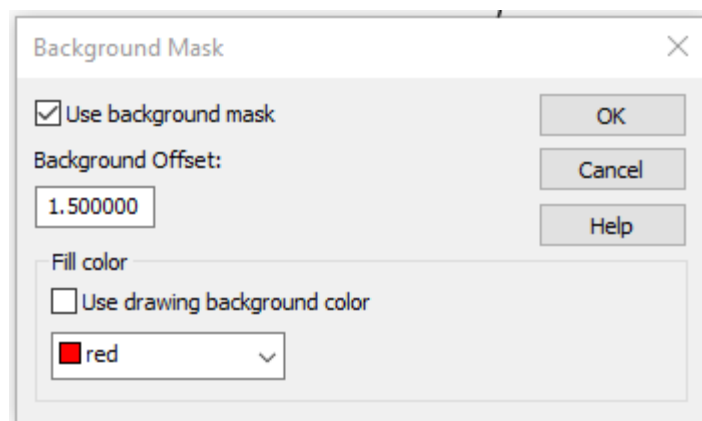 Background Mask
Use background mask
OK
Background Offset:
Cancel
1.500000
Help
Fill color
Use drawing background color
red